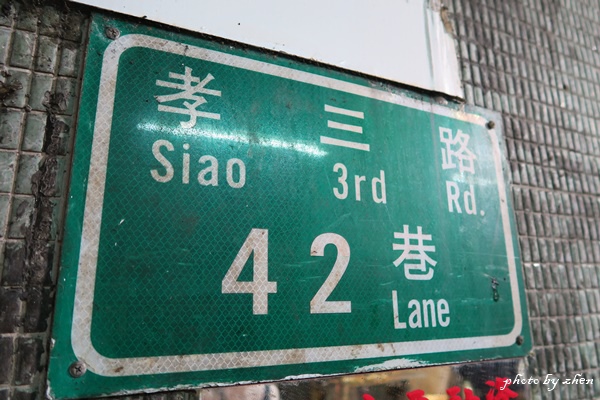 孝 三 路
Siao 3rd Rd.
42 巷
Lane
photo by zhen